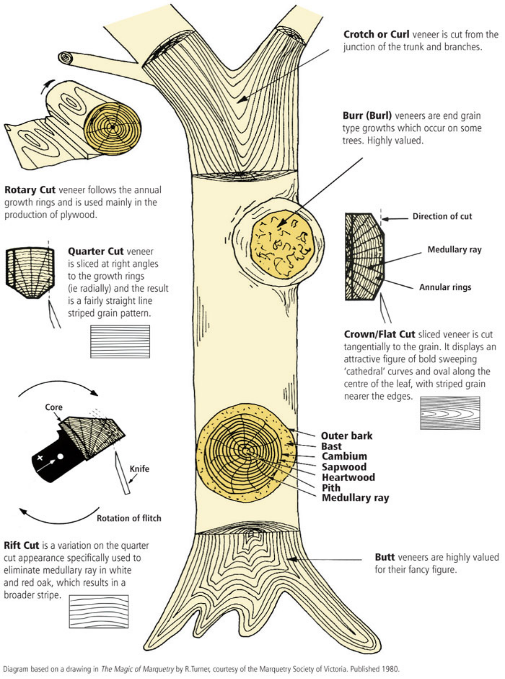 Crotch or Curl veneer is cut from the
junction of the trunk and branches.
Burr (Burl) veneers are end grain
type growths which occur on some
trees. Highly valued.
Rotary Cut veneer follows the annual
growth rings and is used mainly in the
production of plywood.
Direction of cut
Medullary ray
Annular rings
Quarter Cut veneer
is sliced at right angles
to the growth rings
(ie radially) and the result
is a fairly straight line
striped grain pattern.
Crown/Flat Cut sliced veneer is cut
tangentially to the grain. It displays an
attractive figure of bold sweeping
'cathedral' curves and oval along the
centre of the leaf, with striped grain
nearer the edges.
Core
Knife
Rotation of flitch
Outer bark
Bast
Cambium
Sapwood
Heartwood
Pith
Medullary ray
Rift Cut is a variation on the quarter
cut appearance specifically used to
eliminate medullary ray in white
and red oak, which results in a
broader stripe.
Butt veneers are highly valued
for their fancy figure.
Diagram based on a drawing in The Magic of Marquetry by R.Turner, courtesy of the Marquetry Society of Victoria. Published 1980.